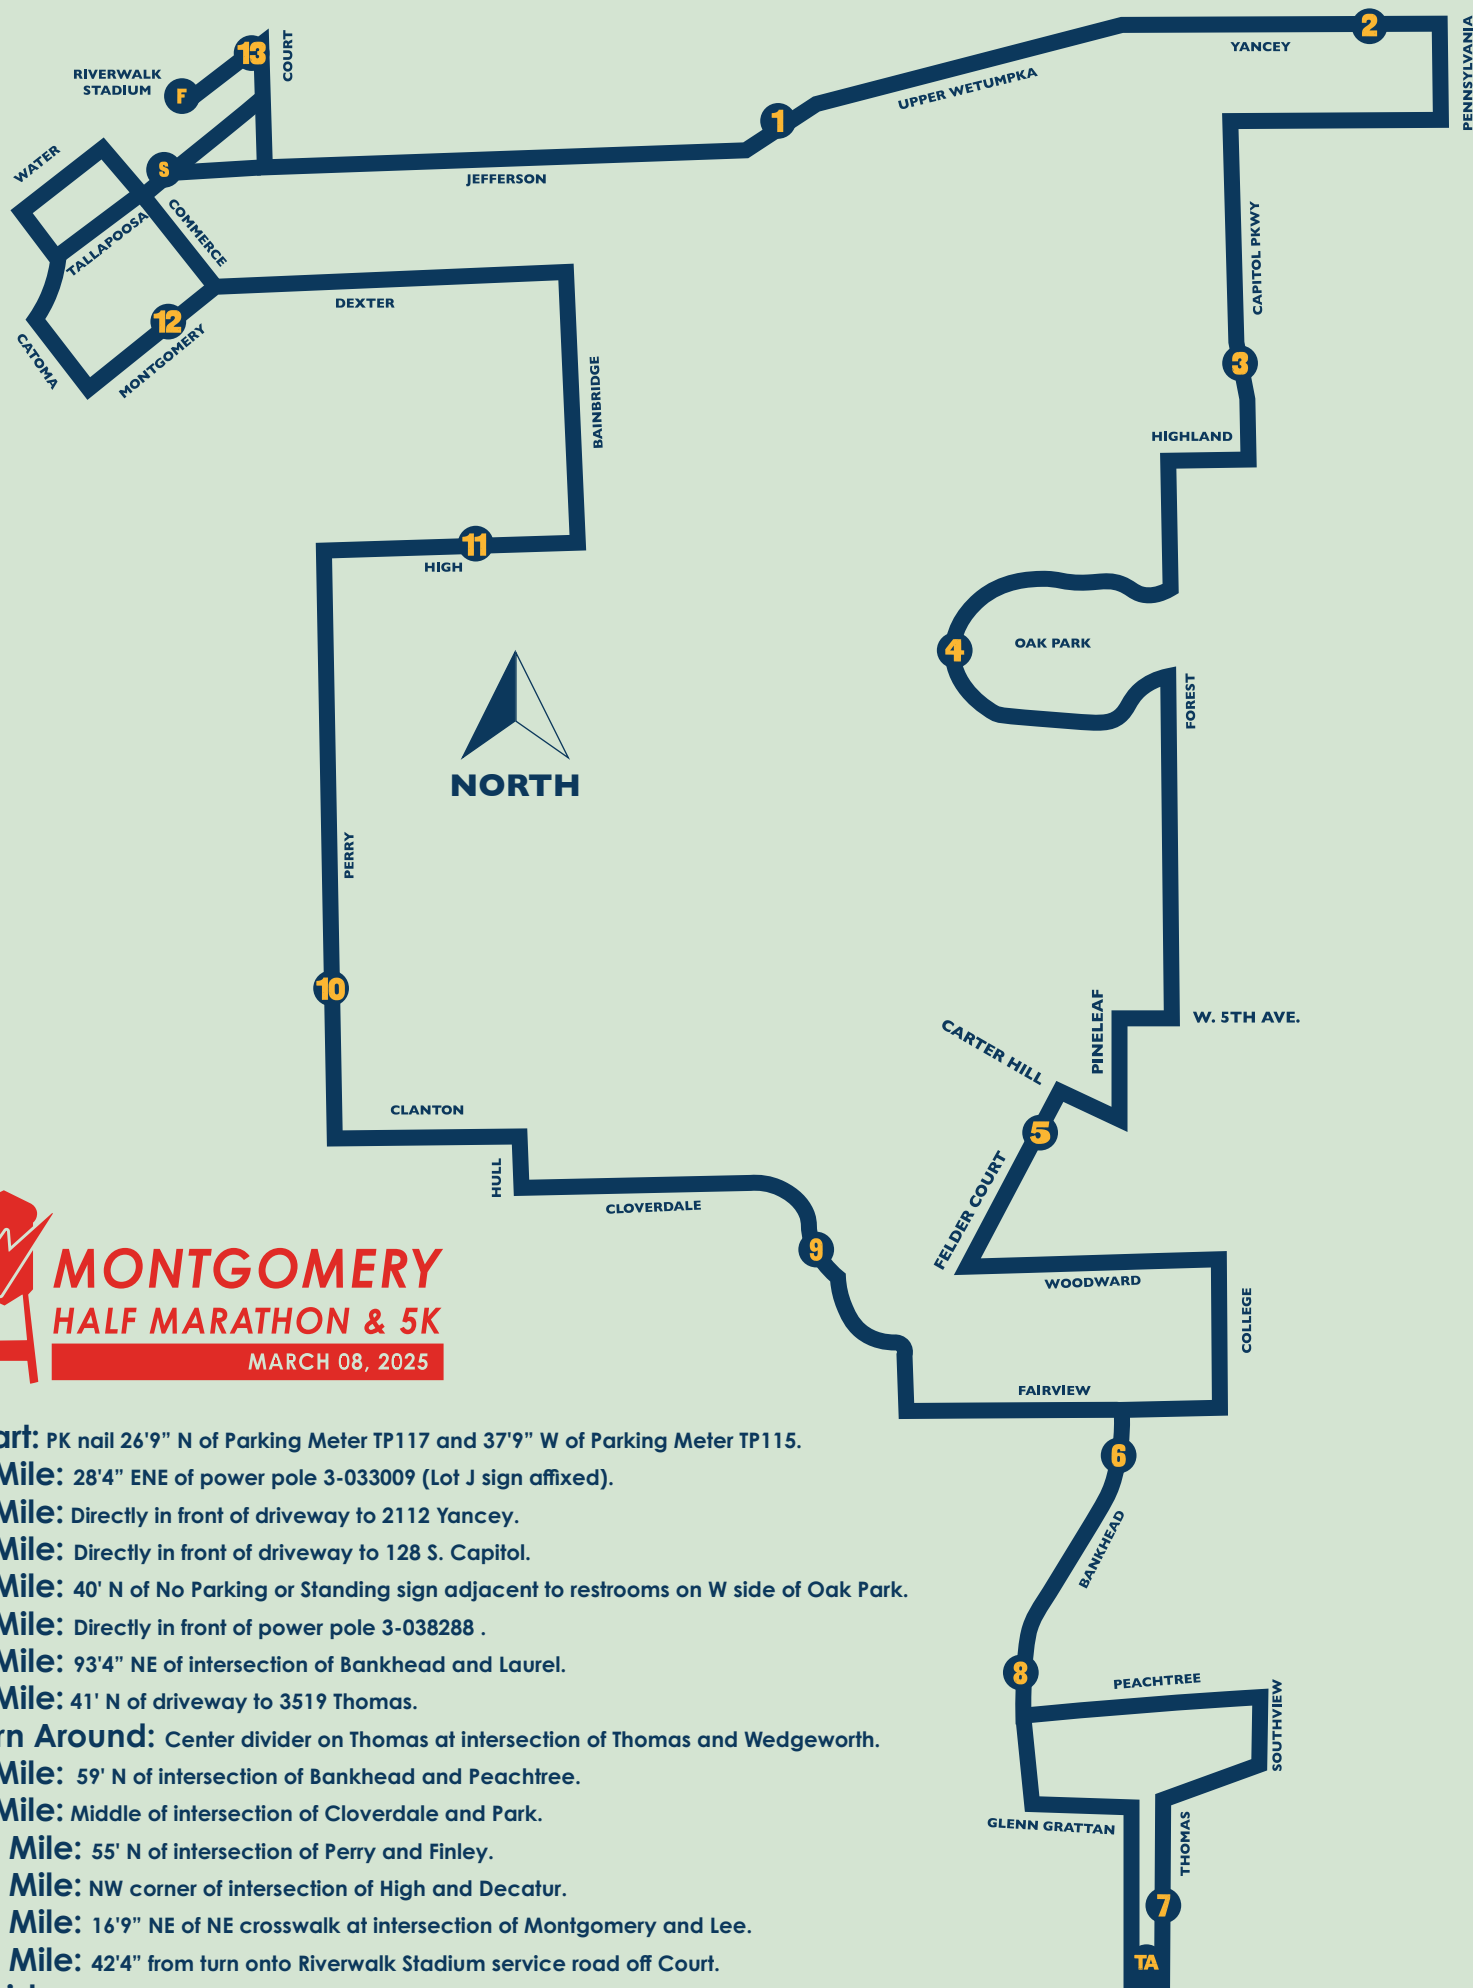 2
YANCEY
PENNSYLVANIA
13
COURT
RIVERWALK
STADIUM
F
UPPER WETUMPKA
1
WATER
S
JEFFERSON
TALLAPOOSA
COMMERCE
CAPITOL PKWY
DEXTER
12
MONTGOMERY
CATOMA
BAINBRIDGE
3
HIGHLAND
11
HIGH
4
OAK PARK
FOREST
NORTH
PERRY
10
PINELEAF
W. 5TH AVE.
CARTER HILL
CLANTON
5
HULL
FELDER COURT
CLOVERDALE
9
WOODWARD
COLLEGE
MONTGOMERY
HALF MARATHON & 5K
MARCH 08, 2025
FAIRVIEW
6
BANKHEAD
8
PEACHTREE
SOUTHVIEW
GLENN GRATTAN
THOMAS
7
TA
art: PK nail 26'9” N of Parking Meter TP117 and 37'9” W of Parking Meter TP115.
Mile: 28'4” ENE of power pole 3-033009 (Lot J sign affixed).
Mile: Directly in front of driveway to 2112 Yancey.
Mile: Directly in front of driveway to 128 S. Capitol.
Mile: 40' N of No Parking or Standing sign adjacent to restrooms on W side of Oak Park.
Mile: Directly in front of power pole 3-038288 .
Mile: 93'4” NE of intersection of Bankhead and Laurel.
Mile: 41' N of driveway to 3519 Thomas.
rn Around: Center divider on Thomas at intersection of Thomas and Wedgeworth.
Mile: 59' N of intersection of Bankhead and Peachtree.
Mile: Middle of intersection of Cloverdale and Park.
Mile: 55' N of intersection of Perry and Finley.
Mile: NW corner of intersection of High and Decatur.
Mile: 16'9” NE of NE crosswalk at intersection of Montgomery and Lee.
Mile: 42'4” from turn onto Riverwalk Stadium service road off Court.